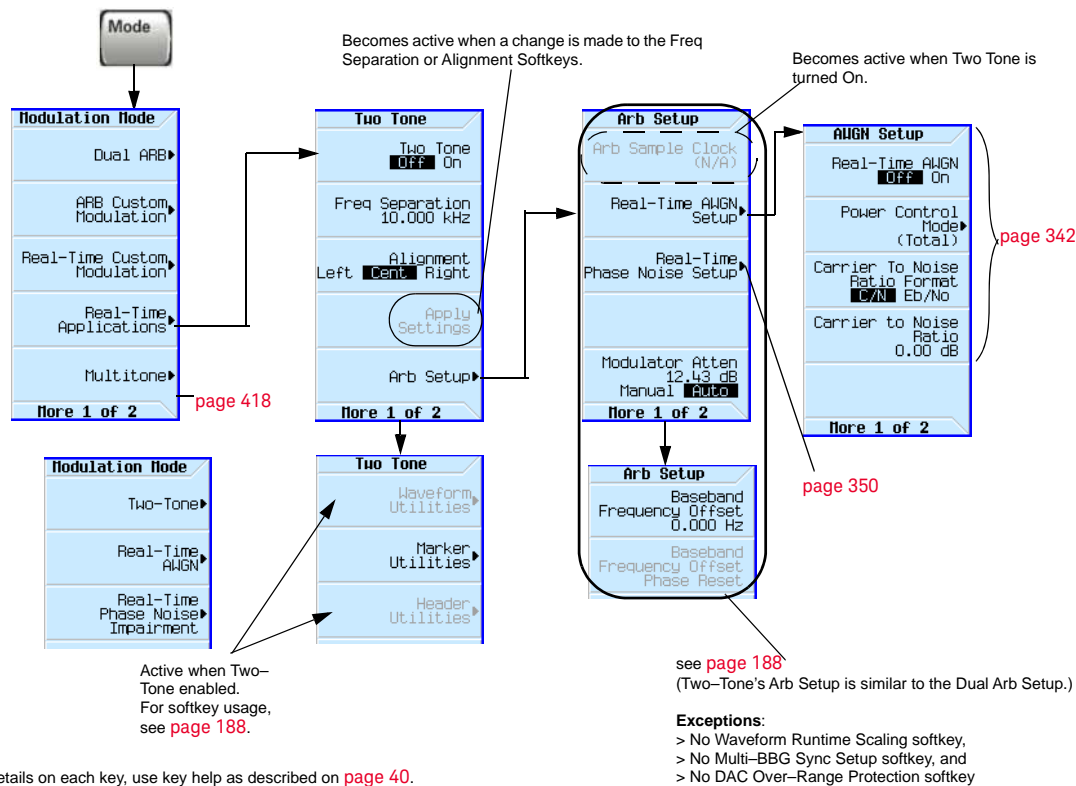 Mode
Becomes active when a change is made to the Freq
Separation or Alignment Softkeys.
Becomes active when Two Tone is
turned On.
Modulation Mode
Dual ARB
ARB Custom
Modulation
Real-Time Custom
Modulation
Real-Time
Applications
Multitone
More 1 of 2
page 418
Two Tone
Two Tone
Off On
Freq Separation
10.000 kHz
Alignment
Left Cent Right
Apply
Settings
Arb Setup
More 1 of 2
Arb Setup
Arb Sample Clock
(N/A)
Real-Time AWGN
Setup
Real-Time
Phase Noise Setup
Modulator Atten
12.43 dB
Manual Auto
More 1 of 2
AWGN Setup
Real-Time AWGN
Off On
Power Control
Mode
(Total)
Carrier To Noise
Ratio Format
C/N Eb/No
Carrier to Noise
Ratio
0.00 dB
More 1 of 2
page 342
page 350
Modulation Mode
Two-Tone
Real-Time
AWGN
Real-Time
Phase Noise
Impairment
Two Tone
Waveform
Utilities
Marker
Utilities
Header
Utilities
Arb Setup
Baseband
Frequency Offset
0.000 Hz
Baseband
Frequency Offset
Phase Reset
Active when Two–
Tone enabled.
For softkey usage,
see page 188.
see page 188
(Two–Tone's Arb Setup is similar to the Dual Arb Setup.)
Exceptions:
> No Waveform Runtime Scaling softkey,
> No Multi–BBG Sync Setup softkey, and
> No DAC Over–Range Protection softkey
etails on each key, use key help as described on page 40.